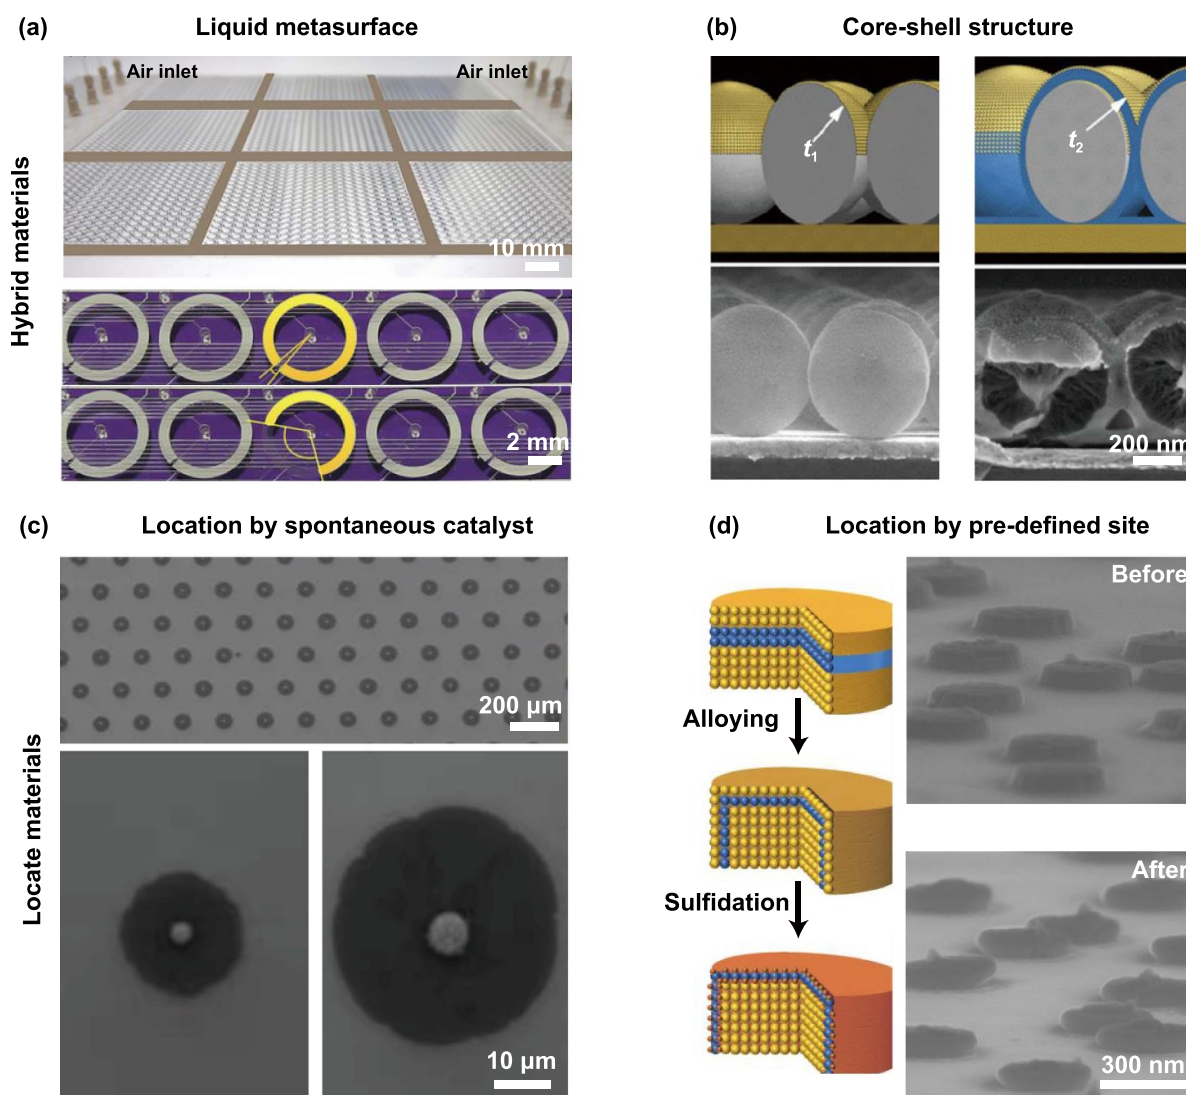 (a)
Liquid metasurface
Air inlet
Air inlet
10 mm
2 mm
Hybrid materials
(b)
Core-shell structure
t1
t2
200 nm
(c)
Location by spontaneous catalyst
200 μm
10 μm
Locate materials
(d)
Location by pre-defined site
Alloying
Sulfidation
Before
After
300 nm